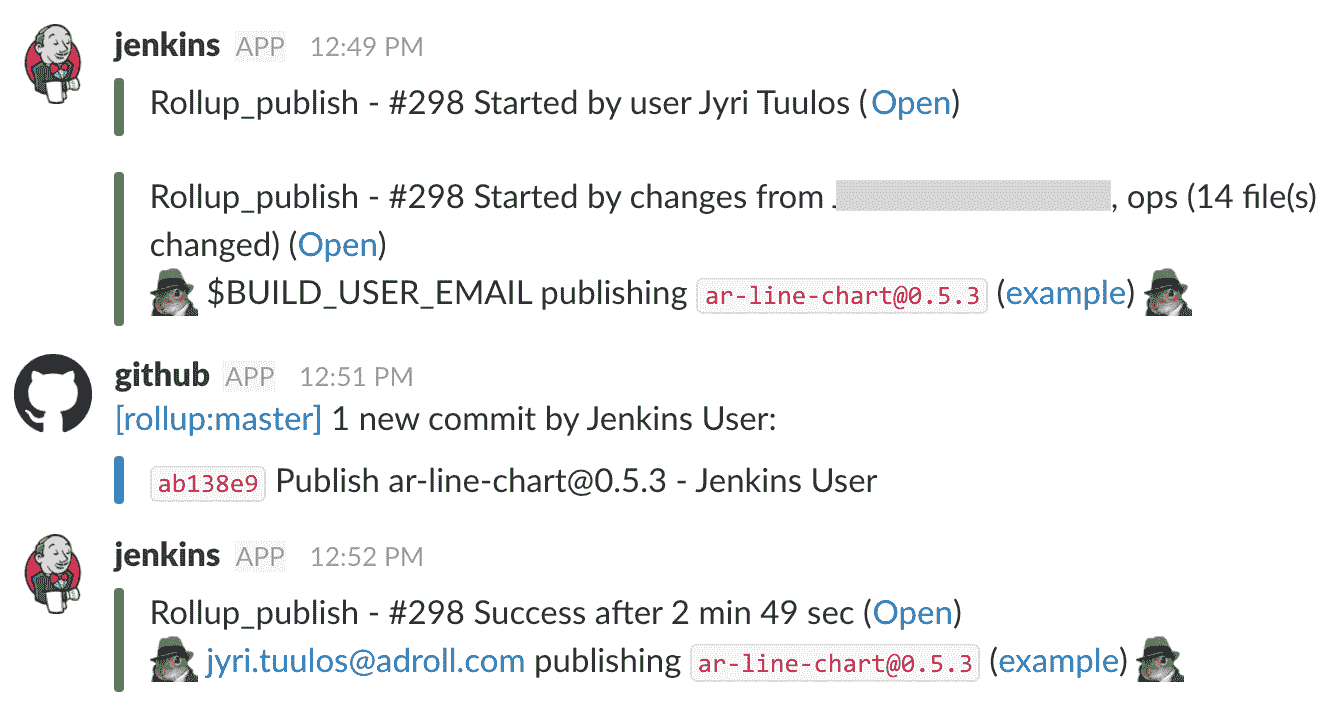 jenkins APP 12:49 PM
Rollup_publish - #298 Started by user Jyri Tuulos (Open)
Rollup_publish - #298 Started by changes from , ops (14 file(s)
changed) (Open)
$BUILD_USER_EMAIL publishing ar-line-chart@0.5.3 (example)
github APP 12:51 PM
[rollup:master] 1 new commit by Jenkins User:
ab138e9 Publish ar-line-chart@0.5.3 - Jenkins User
jenkins APP 12:52 PM
Rollup_publish - #298 Success after 2 min 49 sec (Open)
jyri.tuulos@adroll.com publishing ar-line-chart@0.5.3 (example)